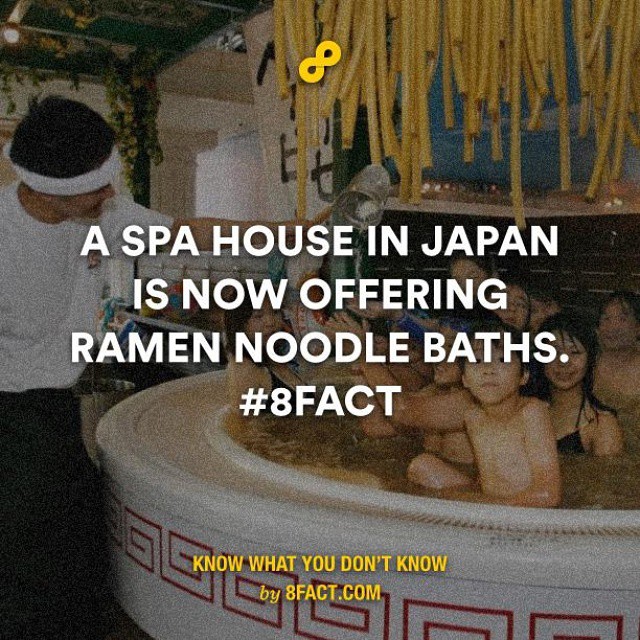 A SPA HOUSE IN JAPAN
IS NOW OFFERING
RAMEN NOODLE BATHS.
#8FACT
KNOW WHAT YOU DON'T KNOW
by 8FACT.COM